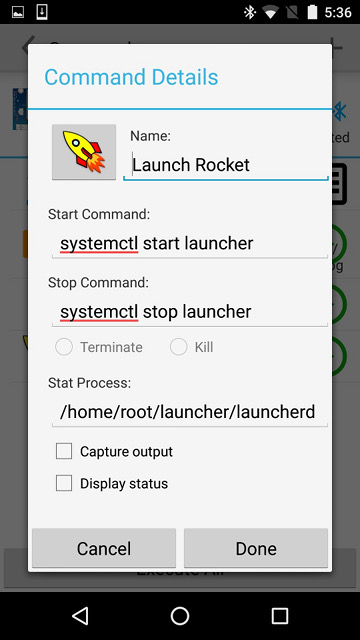 5:36
Command Details
Name:
Launch Rocket
Start Command:
systemctl start launcher
Stop Command:
systemctl stop launcher
Terminate
Kill
Stat Process:
/home/root/launcher/launcherd
Capture output
Display status
Cancel
Done